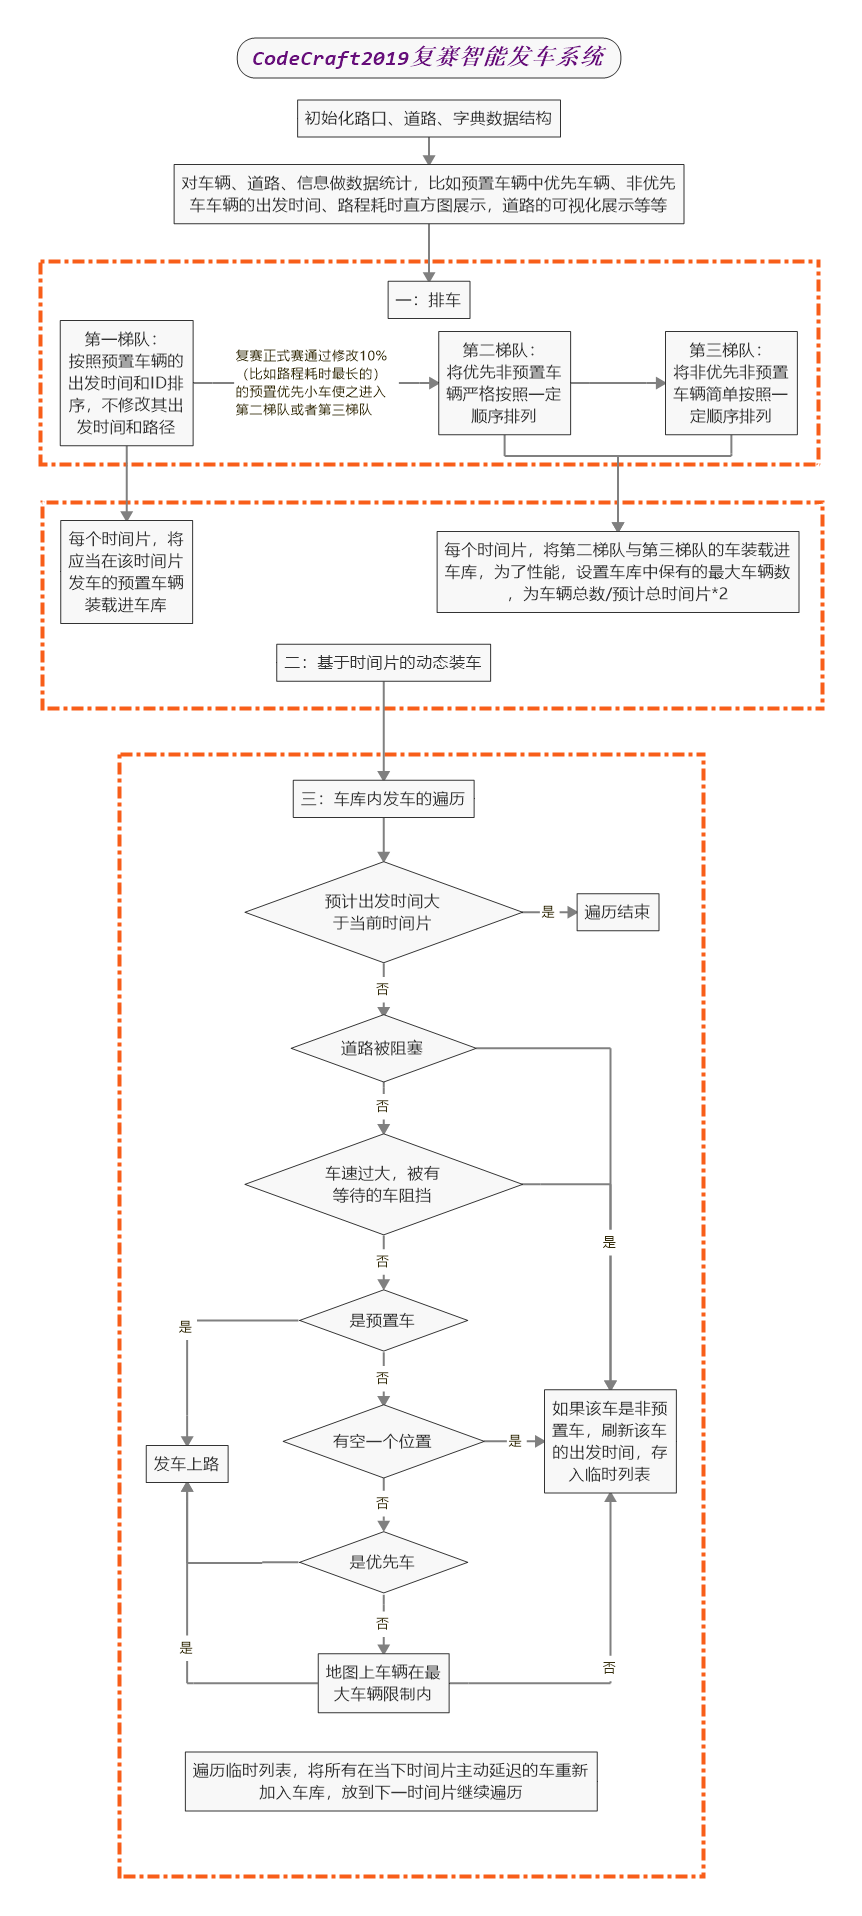 CodeCraft2019复赛智能发车系统
初始化路口、道路、字典数据结构
对车辆、道路、信息做数据统计，比如预置车辆中优先车辆、非优先
车车辆的出发时间、路程耗时直方图展示，道路的可视化展示等等
一：排车
第一梯队：
按照预置车辆的
出发时间和ID排
序，不修改其出
发时间和路径
复赛正式赛通过修改10%
（比如路程耗时最长的）
的预置优先小车使之进入
第二梯队或者第三梯队
第二梯队：
将优先非预置车
辆严格按照一定
顺序排列
第三梯队：
将非优先非预置
车辆简单按照一
定顺序排列
每个时间片，将
应当在该时间片
发车的预置车辆
装载进车库
每个时间片，将第二梯队与第三梯队的车装载进
车库，为了性能，设置车库中保有的最大车辆数
，为车辆总数/预计总时间片*2
二：基于时间片的动态装车
三：车库内发车的遍历
预计出发时间大
于当前时间片
是
遍历结束
否
道路被阻塞
否
车速过大，被有
等待的车阻挡
是
否
是预置车
是
否
有空一个位置
是
如果该车是非预
置车，刷新该车
的出发时间，存
入临时列表
发车上路
否
是优先车
否
是
地图上车辆在最
大车辆限制内
否
遍历临时列表，将所有在当下时间片主动延迟的车重新
加入车库，放到下一时间片继续遍历